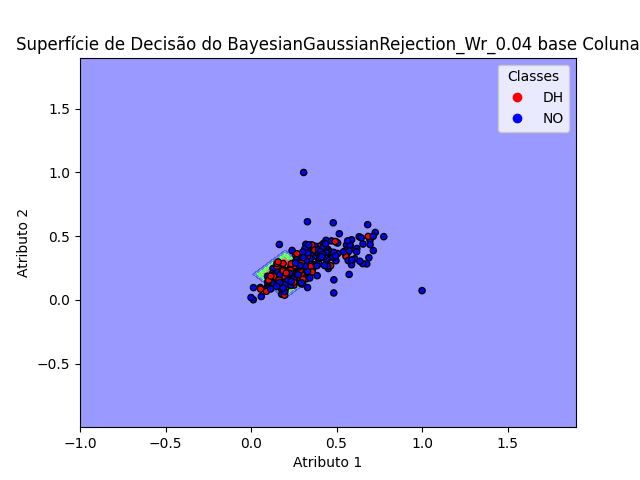 Superfície de Decisão do BayesianGaussianRejection_Wr_0.04 base Coluna
Classes
DH
NO
1.5
1.0
0.5
0.0
−0.5
Atributo 2
−1.0
−0.5
0.0
0.5
1.0
1.5
Atributo 1